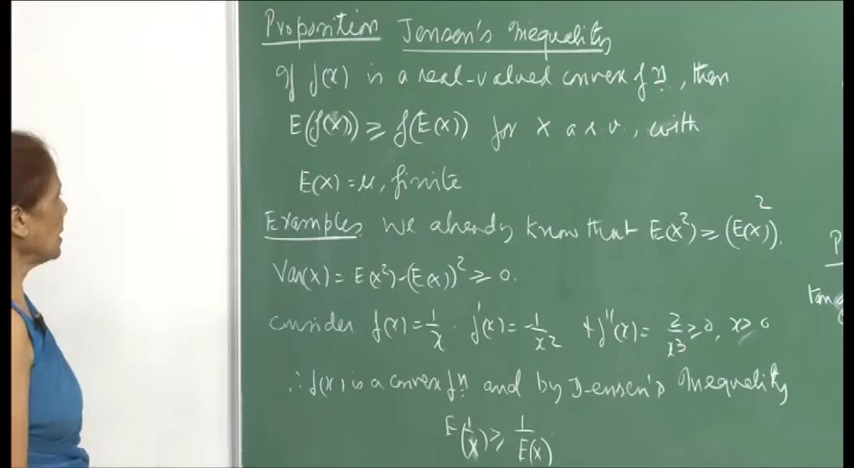 Proposition Jensen's Inequality
If f(x) is a real-valued convex fn, then
E(f(X)) ≥ f(E(X)) for X a r.v., with
E(X) = μ, finite.
Examples. We already know that E(X²) ≥ (E(X))².
Var(X) = E(X²) - (E(X))² ≥ 0.
consider f(x) = 1/x . f'(x) = -1/x² + f''(x) = 2/x³ ≥ 0, x ≥ 0
∴ f(x) is a convex fn and by Jensen's Inequality
E(1/X) ≥ 1/E(X)